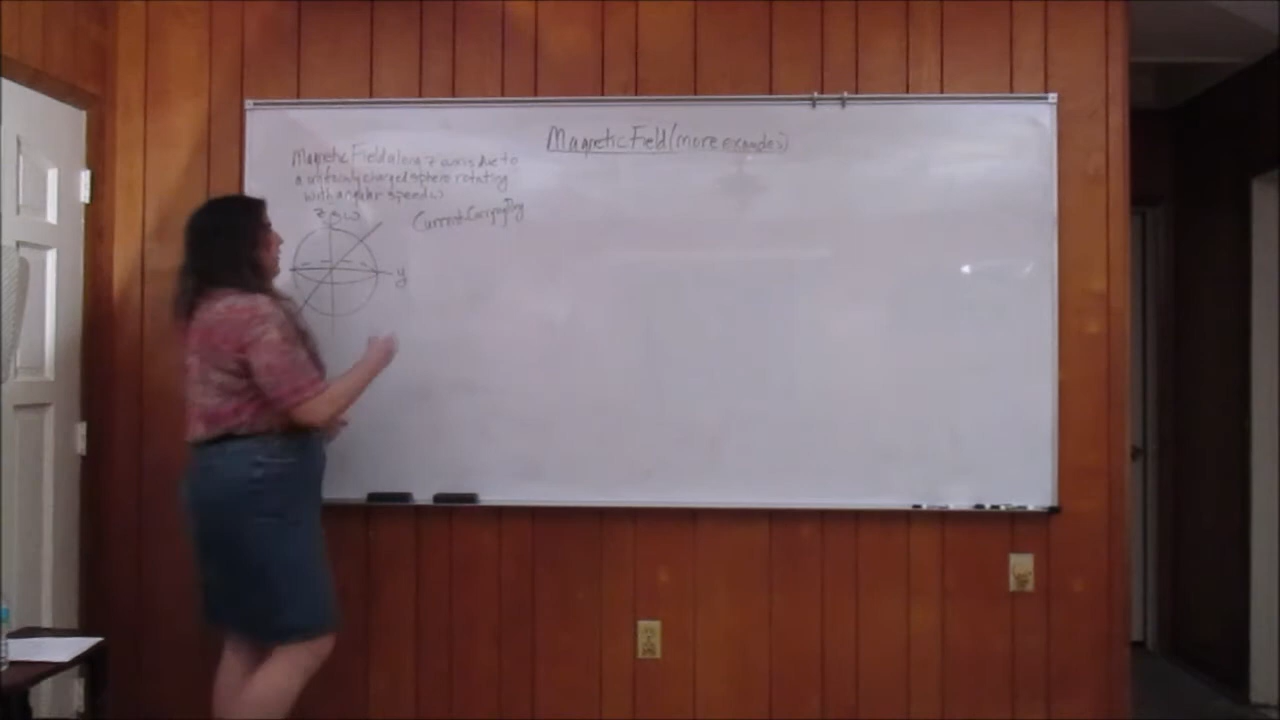 Magnetic Field (more examples)
Magnetic Field along z axis due to
a uniformly charged sphere rotating
with angular speed ω
z ω
Current Carrying Ring
y